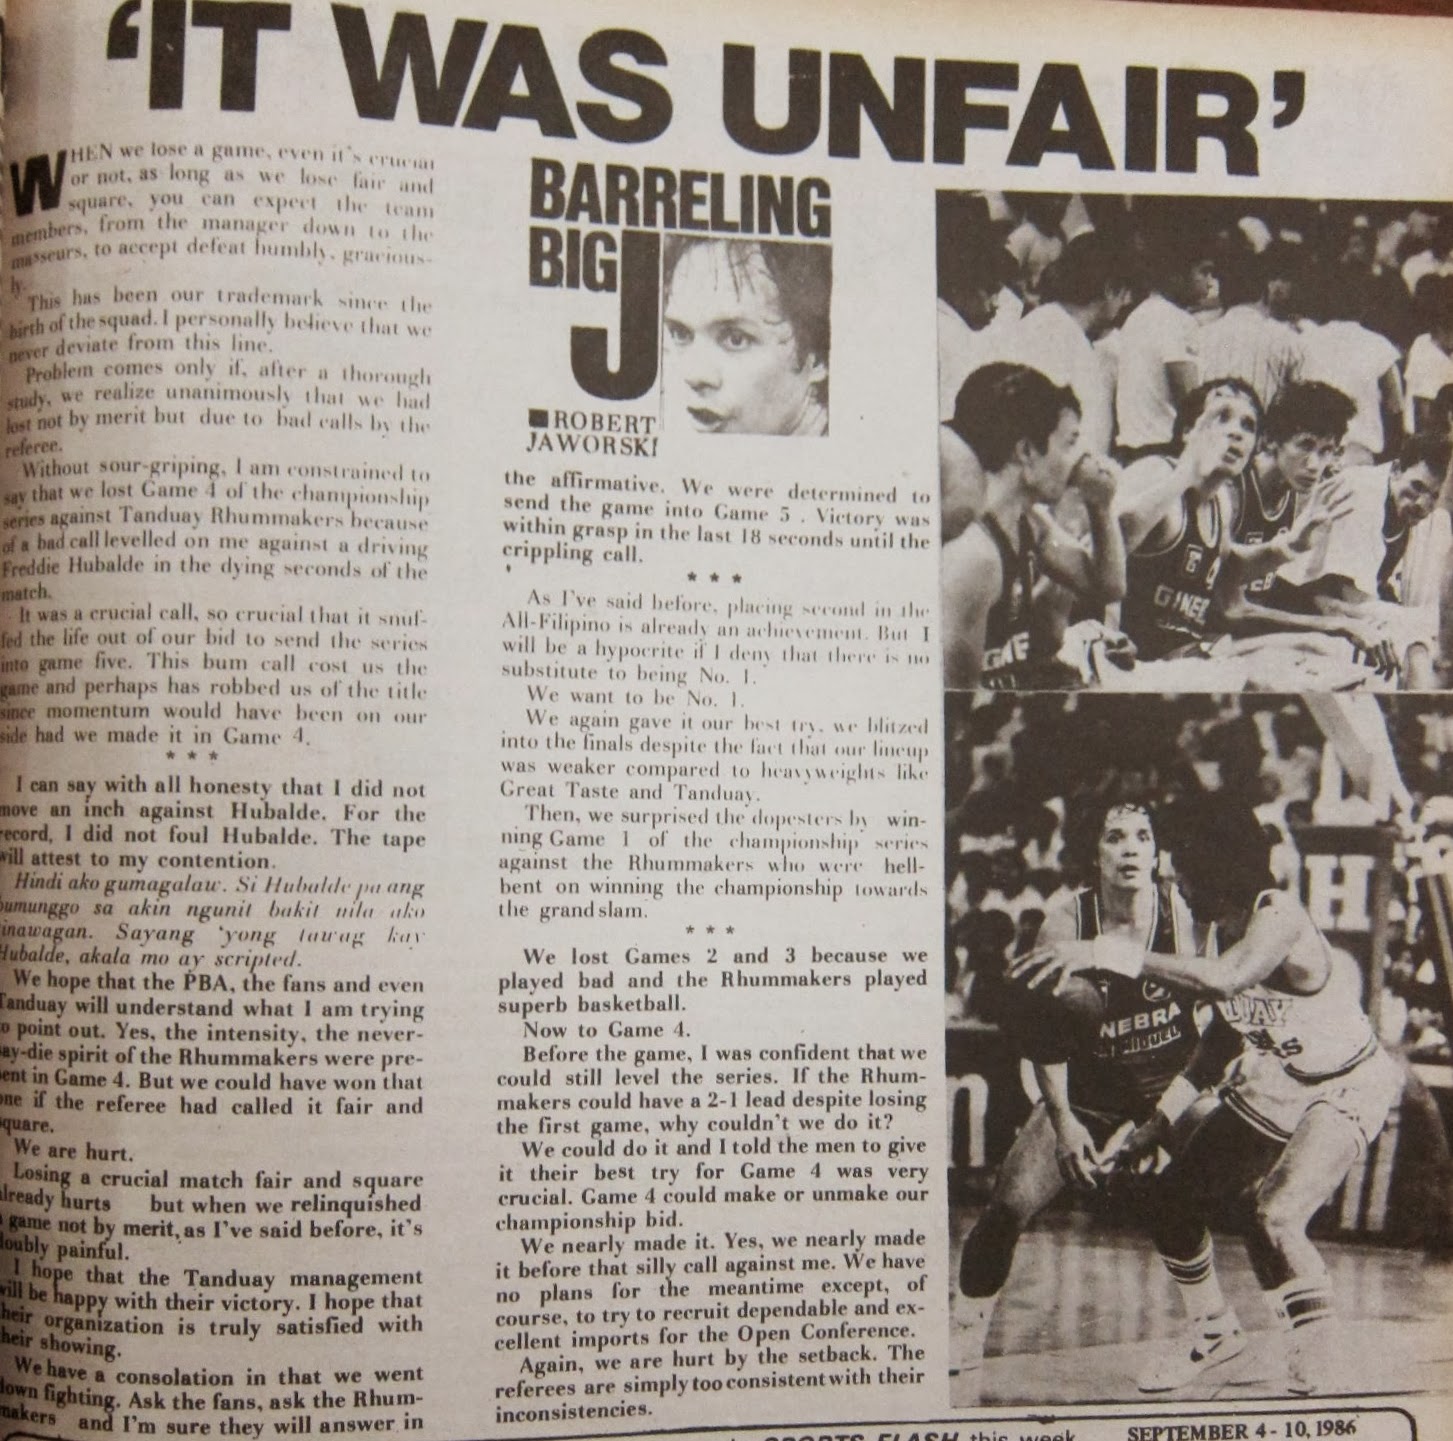 'IT WAS UNFAIR'
WHEN we lose a game, even it's crucial
or not, as long as we lose fair and
square, you can expect the team
members, from the manager down to the
masseurs, to accept defeat humbly, gracious-
ly.
This has been our trademark since the
birth of the squad. I personally believe that we
never deviate from this line.
Problem comes only if, after a thorough
study, we realize unanimously that we had
lost not by merit but due to bad calls by the
referee.
Without sour-griping, I am constrained to
say that we lost Game 4 of the championship
series against Tanduay Rhummakers because
of a bad call levelled on me against a driving
Freddie Hubalde in the dying seconds of the
match.
It was a crucial call, so crucial that it snuf-
fed the life out of our bid to send the series
into game five. This bum call cost us the
game and perhaps has robbed us of the title
since momentum would have been on our
side had we made it in Game 4.
* * *
I can say with all honesty that I did not
move an inch against Hubalde. For the
record, I did not foul Hubalde. The tape
will attest to my contention.
Hindi ako gumagalaw. Si Hubalde pa ang
bumunggo sa akin ngunit bakit nila ako
tinawagan. Sayang 'yong tawag kay
Hubalde, akala mo ay scripted.
We hope that the PBA, the fans and even
Tanduay will understand what I am trying
to point out. Yes, the intensity, the never-
say-die spirit of the Rhummakers were pre-
sent in Game 4. But we could have won that
one if the referee had called it fair and
square.
We are hurt.
Losing a crucial match fair and square
already hurts but when we relinquished
a game not by merit, as I've said before, it's
doubly painful.
I hope that the Tanduay management
will be happy with their victory. I hope that
their organization is truly satisfied with
their showing.
We have a consolation in that we went
down fighting. Ask the fans, ask the Rhum-
makers and I'm sure they will answer in
BARRELING
BIG J
■ ROBERT
JAWORSKI
the affirmative. We were determined to
send the game into Game 5 . Victory was
within grasp in the last 18 seconds until the
crippling call.
* * *
As I've said before, placing second in the
All-Filipino is already an achievement. But I
will be a hypocrite if I deny that there is no
substitute to being No. 1.
We want to be No. 1.
We again gave it our best try, we blitzed
into the finals despite the fact that our lineup
was weaker compared to heavyweights like
Great Taste and Tanduay.
Then, we surprised the dopesters by win-
ning Game 1 of the championship series
against the Rhummakers who were hell-
bent on winning the championship towards
the grand slam.
* * *
We lost Games 2 and 3 because we
played bad and the Rhummakers played
superb basketball.
Now to Game 4.
Before the game, I was confident that we
could still level the series. If the Rhum-
makers could have a 2-1 lead despite losing
the first game, why couldn't we do it?
We could do it and I told the men to give
it their best try for Game 4 was very
crucial. Game 4 could make or unmake our
championship bid.
We nearly made it. Yes, we nearly made
it before that silly call against me. We have
no plans for the meantime except, of
course, to try to recruit dependable and ex-
cellent imports for the Open Conference.
Again, we are hurt by the setback. The
referees are simply too consistent with their
inconsistencies.
GINEB
NEBRA
MIGUEL
H
SPORTS FLASH this week
SEPTEMBER 4 - 10, 1986